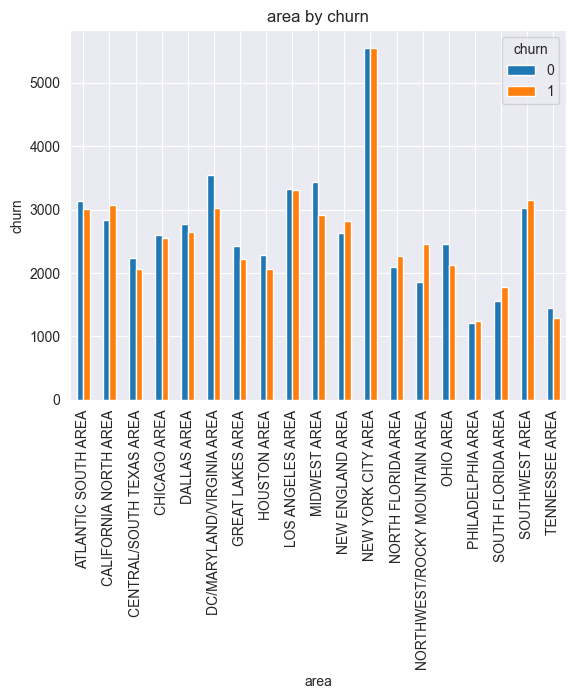 area by churn
churn
0
1
churn
5000
4000
3000
2000
1000
0
ATLANTIC SOUTH AREA
CALIFORNIA NORTH AREA
CENTRAL/SOUTH TEXAS AREA
CHICAGO AREA
DALLAS AREA
DC/MARYLAND/VIRGINIA AREA
GREAT LAKES AREA
HOUSTON AREA
LOS ANGELES AREA
MIDWEST AREA
NEW ENGLAND AREA
NEW YORK CITY AREA
NORTH FLORIDA AREA
NORTHWEST/ROCKY MOUNTAIN AREA
OHIO AREA
PHILADELPHIA AREA
SOUTH FLORIDA AREA
SOUTHWEST AREA
TENNESSEE AREA
area